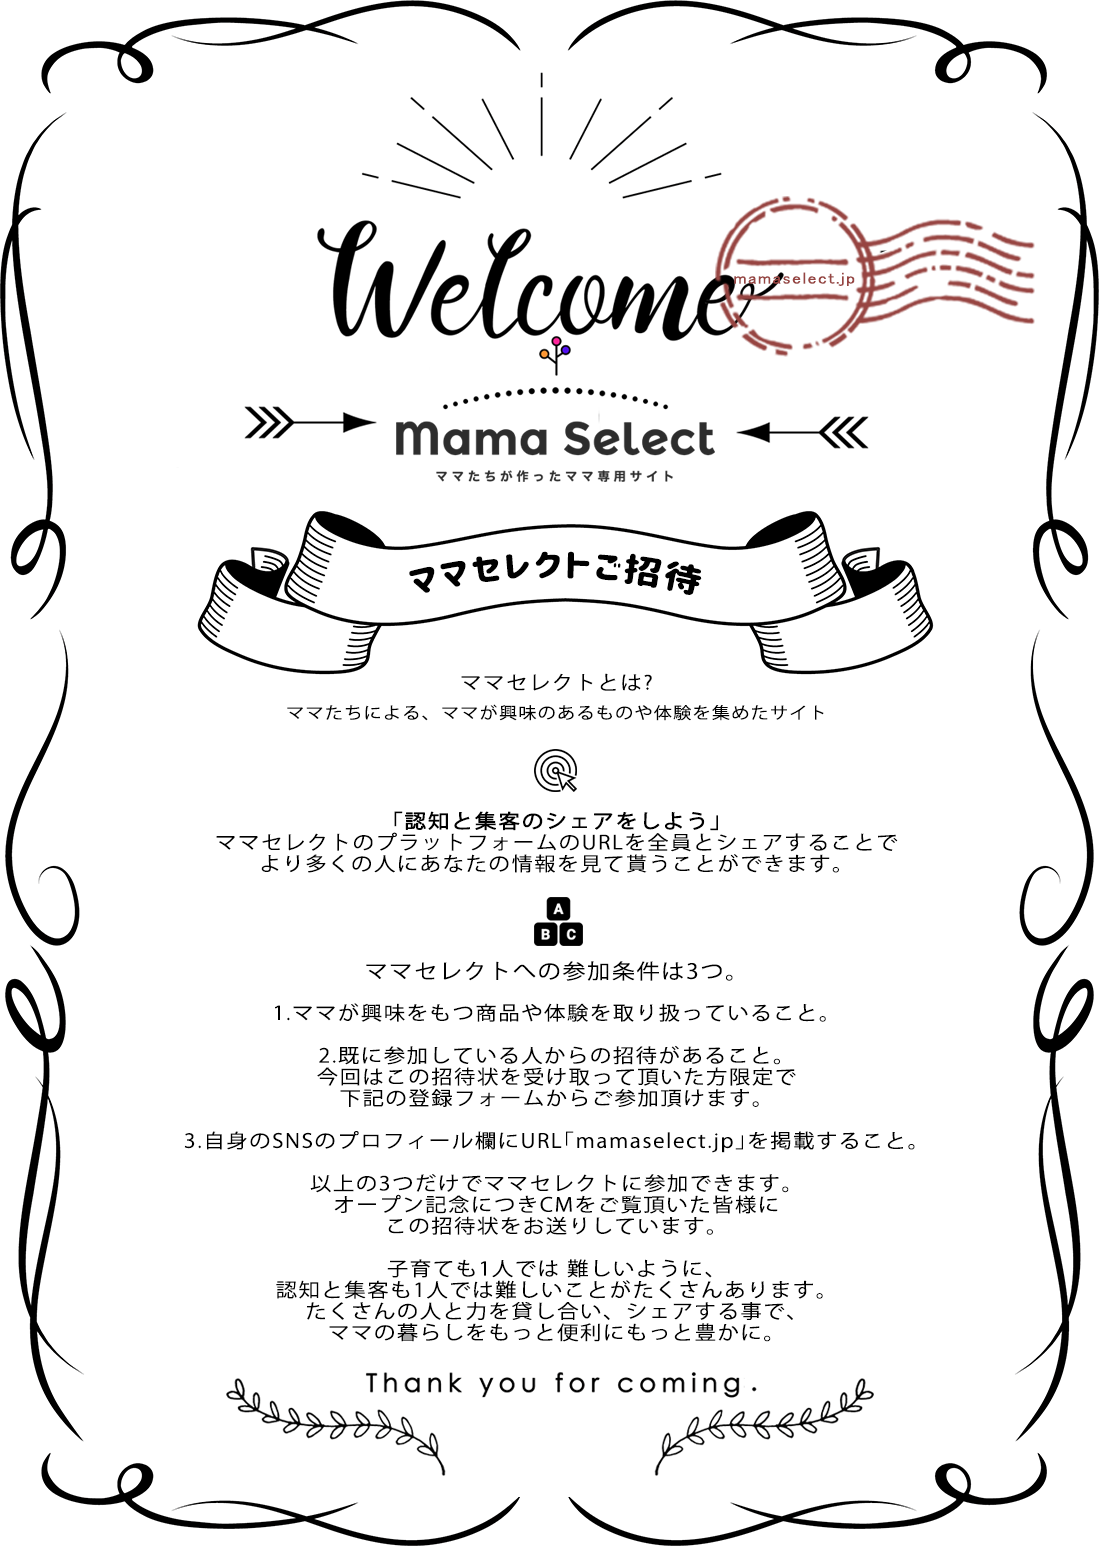 Welcome
mamaselect.jp
Mama Select
ママたちが作ったママ専用サイト
ママセレクトご招待
ママセレクトとは?
ママたちによる、ママが興味のあるものや体験を集めたサイト
「認知と集客のシェアをしよう」
ママセレクトのプラットフォームのURLを全員とシェアすることで
より多くの人にあなたの情報を見て貰うことができます。
A
B C
ママセレクトへの参加条件は3つ。
1.ママが興味をもつ商品や体験を取り扱っていること。
2.既に参加している人からの招待があること。
今回はこの招待状を受け取って頂いた方限定で
下記の登録フォームからご参加頂けます。
3.自身のSNSのプロフィール欄にURL「mamaselect.jp」を掲載すること。
以上の3つだけでママセレクトに参加できます。
オープン記念につきCMをご覧頂いた皆様に
この招待状をお送りしています。
子育ても1人では 難しいように、
認知と集客も1人では難しいことがたくさんあります。
たくさんの人と力を貸し合い、シェアする事で、
ママの暮らしをもっと便利にもっと豊かに。
Thank you for coming.